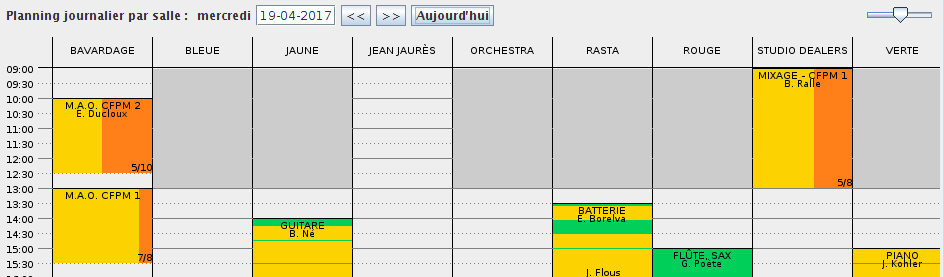 Planning journalier par salle : mercredi 19-04-2017 << >> Aujourd'hui
BAVARDAGE BLEUE JAUNE JEAN JAURÈS ORCHESTRA RASTA ROUGE STUDIO DEALERS VERTE
09:00
MIXAGE - CFPM 1
B. Ralle
09:30
10:00
M.A.O. CFPM 2
E. Ducloux
10:30
11:00
11:30
12:00
5/10
12:30
5/8
13:00
M.A.O. CFPM 1
13:30
BATTERIE
E. Borelva
14:00
GUITARE
B. Né
14:30
15:00
FLÛTE, SAX
G. Poète
PIANO
J. Kohler
7/8
15:30
J. Flous